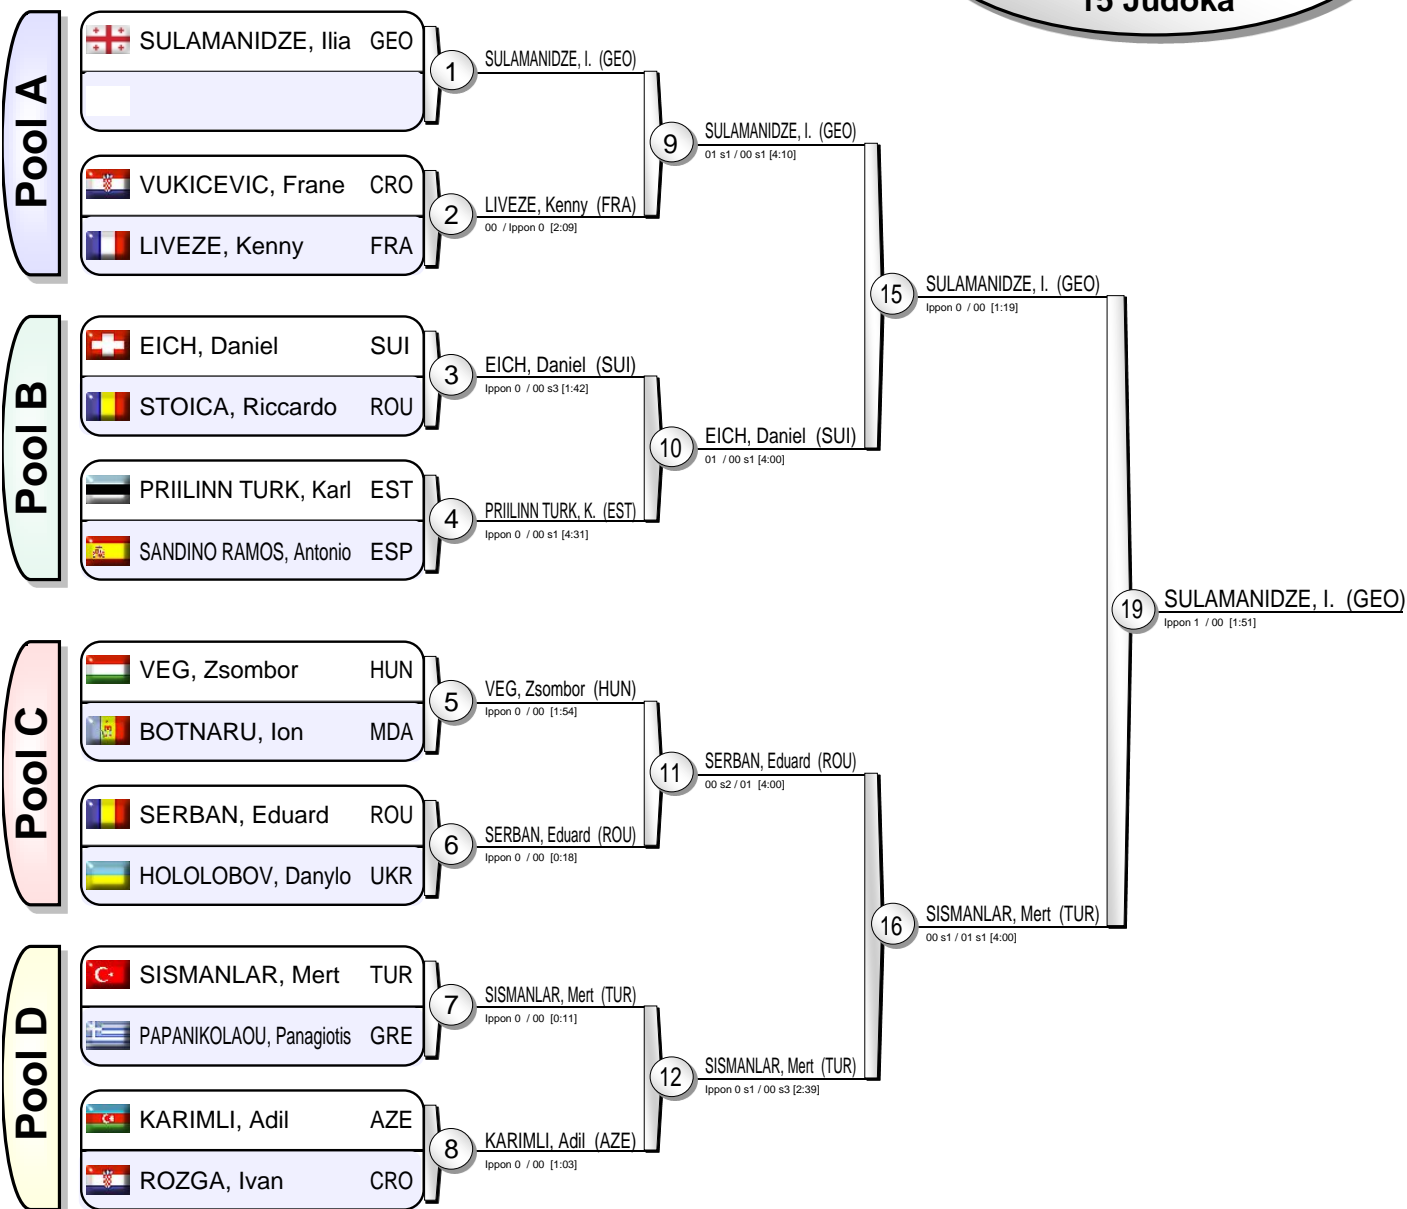 15 Judoka
Pool A
SULAMANIDZE, Ilia GEO
1
SULAMANIDZE, I. (GEO)
VUKICEVIC, Frane CRO
LIVEZE, Kenny FRA
2
LIVEZE, Kenny (FRA)
00 / Ippon 0 [2:09]
9
SULAMANIDZE, I. (GEO)
01 s1 / 00 s1 [4:10]
Pool B
EICH, Daniel SUI
STOICA, Riccardo ROU
3
EICH, Daniel (SUI)
Ippon 0 / 00 s3 [1:42]
PRIILINN TURK, Karl EST
SANDINO RAMOS, Antonio ESP
4
PRIILINN TURK, K. (EST)
Ippon 0 / 00 s1 [4:31]
10
EICH, Daniel (SUI)
01 / 00 s1 [4:00]
15
SULAMANIDZE, I. (GEO)
Ippon 0 / 00 [1:19]
Pool C
VEG, Zsombor HUN
BOTNARU, Ion MDA
5
VEG, Zsombor (HUN)
Ippon 0 / 00 [1:54]
SERBAN, Eduard ROU
HOLOLOBOV, Danylo UKR
6
SERBAN, Eduard (ROU)
Ippon 0 / 00 [0:18]
11
SERBAN, Eduard (ROU)
00 s2 / 01 [4:00]
Pool D
SISMANLAR, Mert TUR
PAPANIKOLAOU, Panagiotis GRE
7
SISMANLAR, Mert (TUR)
Ippon 0 / 00 [0:11]
KARIMLI, Adil AZE
ROZGA, Ivan CRO
8
KARIMLI, Adil (AZE)
Ippon 0 / 00 [1:03]
12
SISMANLAR, Mert (TUR)
Ippon 0 s1 / 00 s3 [2:39]
16
SISMANLAR, Mert (TUR)
00 s1 / 01 s1 [4:00]
19
SULAMANIDZE, I. (GEO)
Ippon 1 / 00 [1:51]